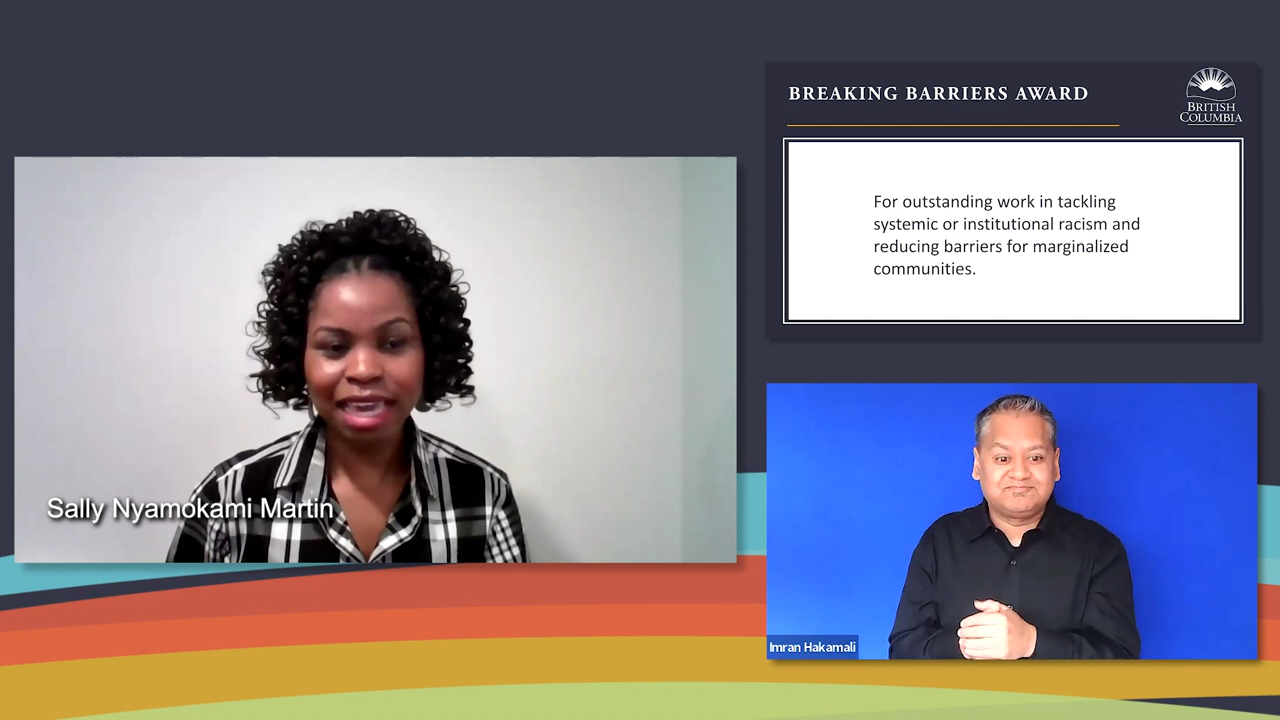 BREAKING BARRIERS AWARD
BRITISH
COLUMBIA
For outstanding work in tackling
systemic or institutional racism and
reducing barriers for marginalized
communities.
Sally Nyamokami Martin
Imran Hakamali